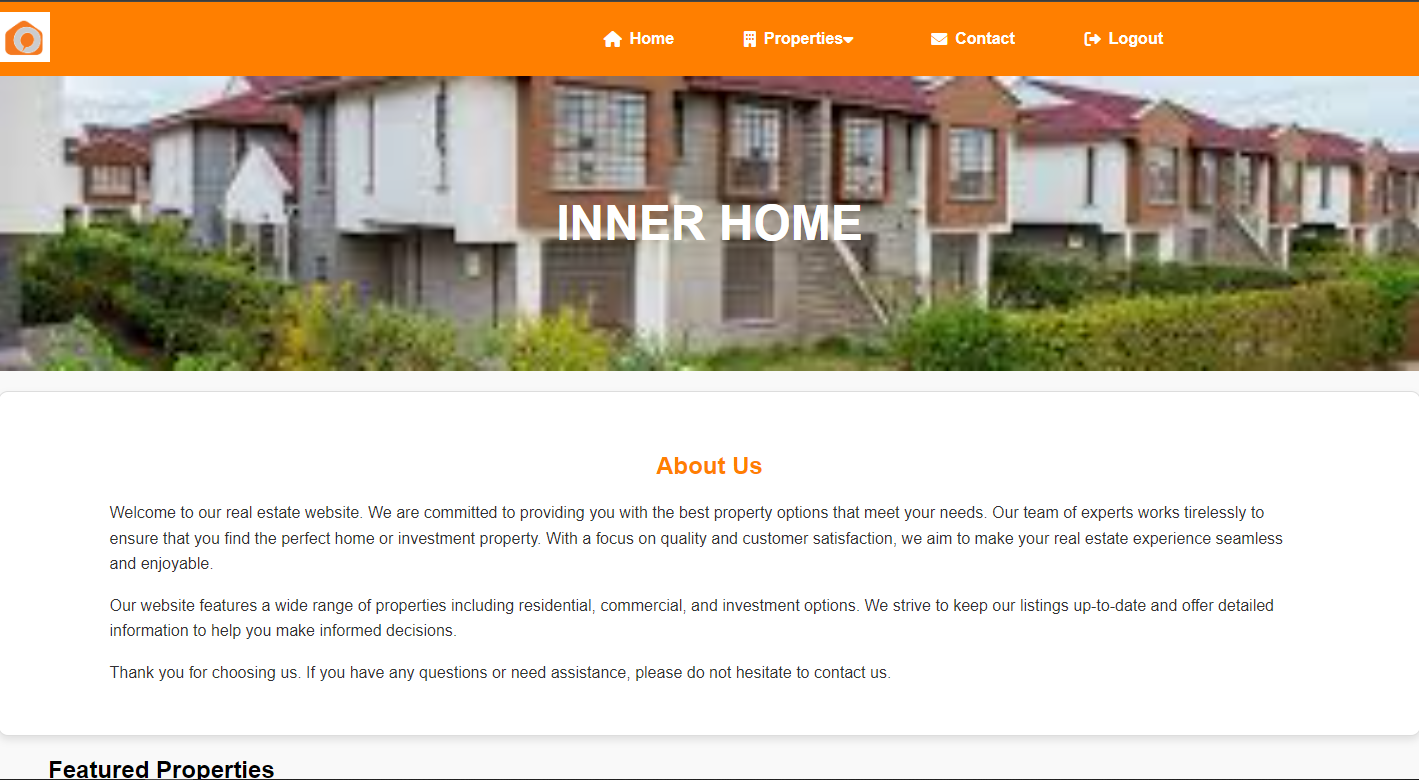 Home Properties Contact Logout
INNER HOME
About Us
Welcome to our real estate website. We are committed to providing you with the best property options that meet your needs. Our team of experts works tirelessly to
ensure that you find the perfect home or investment property. With a focus on quality and customer satisfaction, we aim to make your real estate experience seamless
and enjoyable.
Our website features a wide range of properties including residential, commercial, and investment options. We strive to keep our listings up-to-date and offer detailed
information to help you make informed decisions.
Thank you for choosing us. If you have any questions or need assistance, please do not hesitate to contact us.
Featured Properties